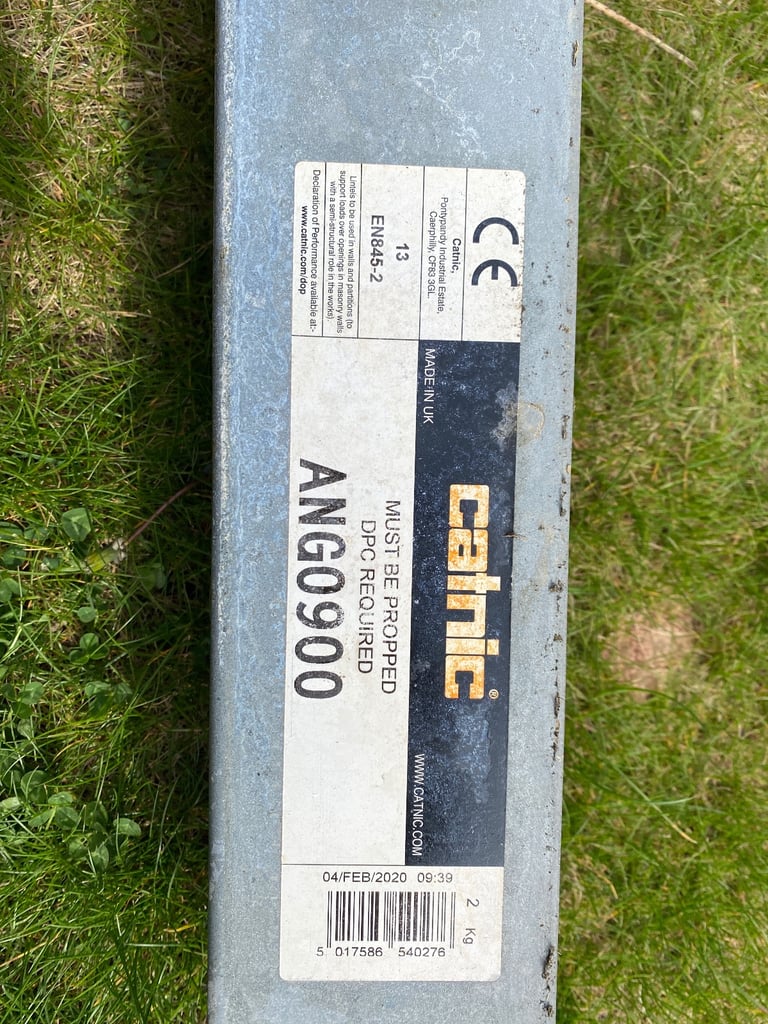 CE
Catnic,
Pontypandy Industrial Estate,
Caerphilly, CF83 3GL.
13
EN845-2
Lintels to be used in walls and partitions (to
support loads over openings in masonry walls
with a semi-structural role in the works).
Declaration of Performance available at:-
www.catnic.com/dop
MADE IN UK
catnic®
WWW.CATNIC.COM
MUST BE PROPPED
DPC REQUIRED
ANG0900
2 Kg
04/FEB/2020 09:39
5 017586 540276